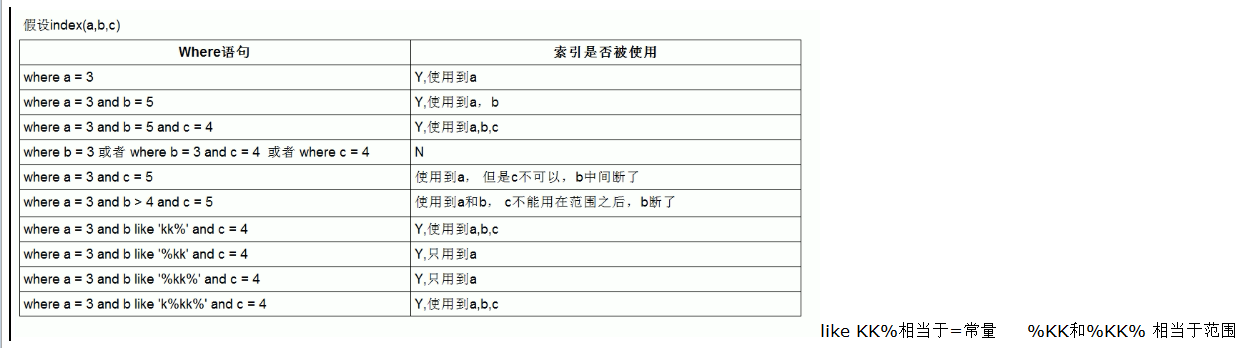 假设index(a,b,c)
Where语句 索引是否被使用
where a = 3 Y,使用到a
where a = 3 and b = 5 Y,使用到a，b
where a = 3 and b = 5 and c = 4 Y,使用到a,b,c
where b = 3 或者 where b = 3 and c = 4 或者 where c = 4 N
where a = 3 and c = 5 使用到a， 但是c不可以，b中间断了
where a = 3 and b > 4 and c = 5 使用到a和b， c不能用在范围之后，b断了
where a = 3 and b like 'kk%' and c = 4 Y,使用到a,b,c
where a = 3 and b like '%kk' and c = 4 Y,只用到a
where a = 3 and b like '%kk%' and c = 4 Y,只用到a
where a = 3 and b like 'k%kk%' and c = 4 Y,使用到a,b,c
like KK%相当于=常量 %KK和%KK% 相当于范围